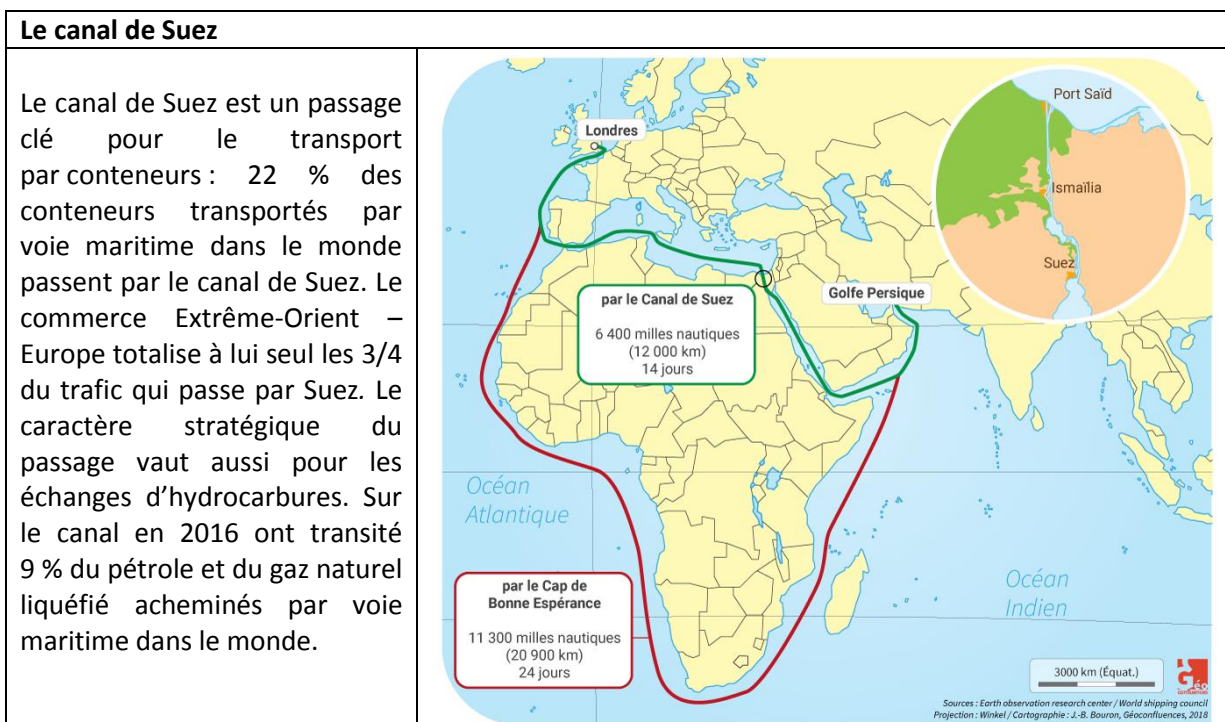 Le canal de Suez
Le canal de Suez est un passage
clé pour le transport
par conteneurs : 22 % des
conteneurs transportés par
voie maritime dans le monde
passent par le canal de Suez. Le
commerce Extrême-Orient –
Europe totalise à lui seul les 3/4
du trafic qui passe par Suez. Le
caractère stratégique du
passage vaut aussi pour les
échanges d’hydrocarbures. Sur
le canal en 2016 ont transité
9 % du pétrole et du gaz naturel
liquéfié acheminés par voie
maritime dans le monde.
Londres
Port Saïd
Ismaïlia
Suez
par le Canal de Suez
6 400 milles nautiques
(12 000 km)
14 jours
Golfe Persique
Océan
Atlantique
par le Cap de
Bonne Espérance
11 300 milles nautiques
(20 900 km)
24 jours
Océan
Indien
3000 km (Équat.)
Géo
Sources : Earth observation research center / World shipping council
Projection : Winkel / Cartographie : J.-B. Bouron, Géoconfluences, 2018